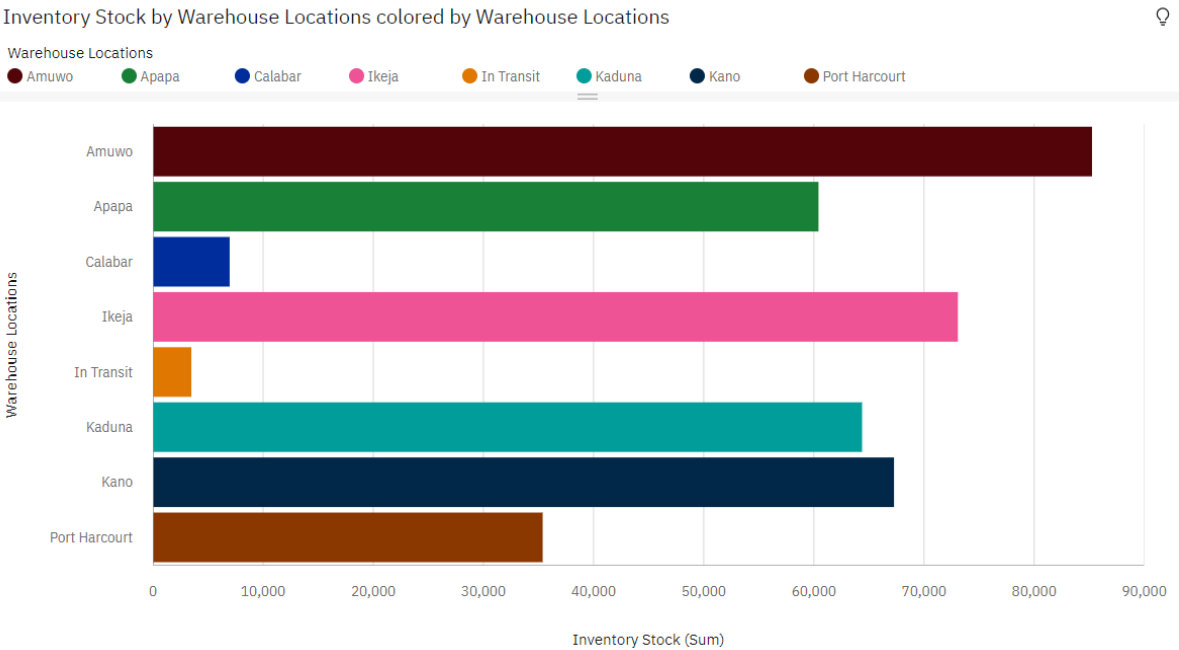 Inventory Stock by Warehouse Locations colored by Warehouse Locations
Warehouse Locations
Amuwo Apapa Calabar Ikeja In Transit Kaduna Kano Port Harcourt
Warehouse Locations
Amuwo
Apapa
Calabar
Ikeja
In Transit
Kaduna
Kano
Port Harcourt
0 10,000 20,000 30,000 40,000 50,000 60,000 70,000 80,000 90,000
Inventory Stock (Sum)